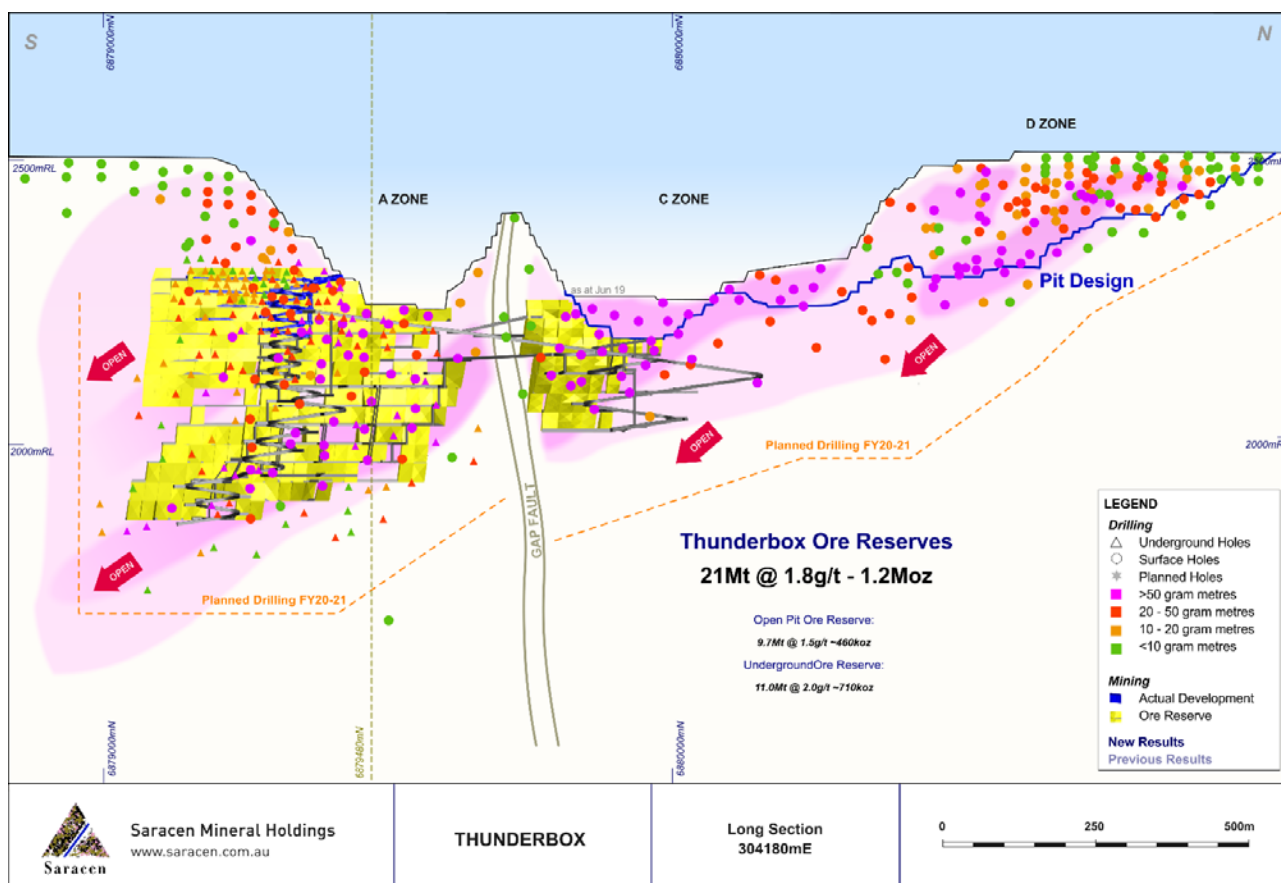 S
N
6879000mN
6880000mN
D ZONE
2500mRL
2500mRL
A ZONE
C ZONE
Pit Design
as at Jun 19
OPEN
OPEN
2000mRL
2000mRL
OPEN
Planned Drilling FY20-21
GAP FAULT
OPEN
Planned Drilling FY20-21
Thunderbox Ore Reserves
21Mt @ 1.8g/t - 1.2Moz
Open Pit Ore Reserve:
9.7Mt @ 1.5g/t ~460koz
UndergroundOre Reserve:
11.0Mt @ 2.0g/t ~710koz
LEGEND
Drilling
Underground Holes
Surface Holes
Planned Holes
>50 gram metres
20 - 50 gram metres
10 - 20 gram metres
<10 gram metres
Mining
Actual Development
Ore Reserve
New Results
Previous Results
6879000mN
6879480mN
6880000mN
Saracen
Saracen Mineral Holdings
www.saracen.com.au
THUNDERBOX
Long Section
304180mE
0 250 500m